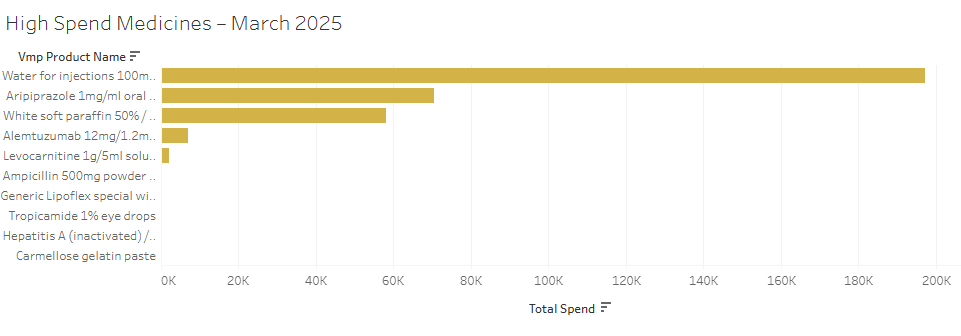 High Spend Medicines – March 2025
Vmp Product Name
Water for injections 100m..
Aripiprazole 1mg/ml oral ..
White soft paraffin 50% / ..
Alemtuzumab 12mg/1.2m..
Levocarnitine 1g/5ml solu..
Ampicillin 500mg powder ..
Generic Lipoflex special wi..
Tropicamide 1% eye drops
Hepatitis A (inactivated) /..
Carmellose gelatin paste
0K 20K 40K 60K 80K 100K 120K 140K 160K 180K 200K
Total Spend